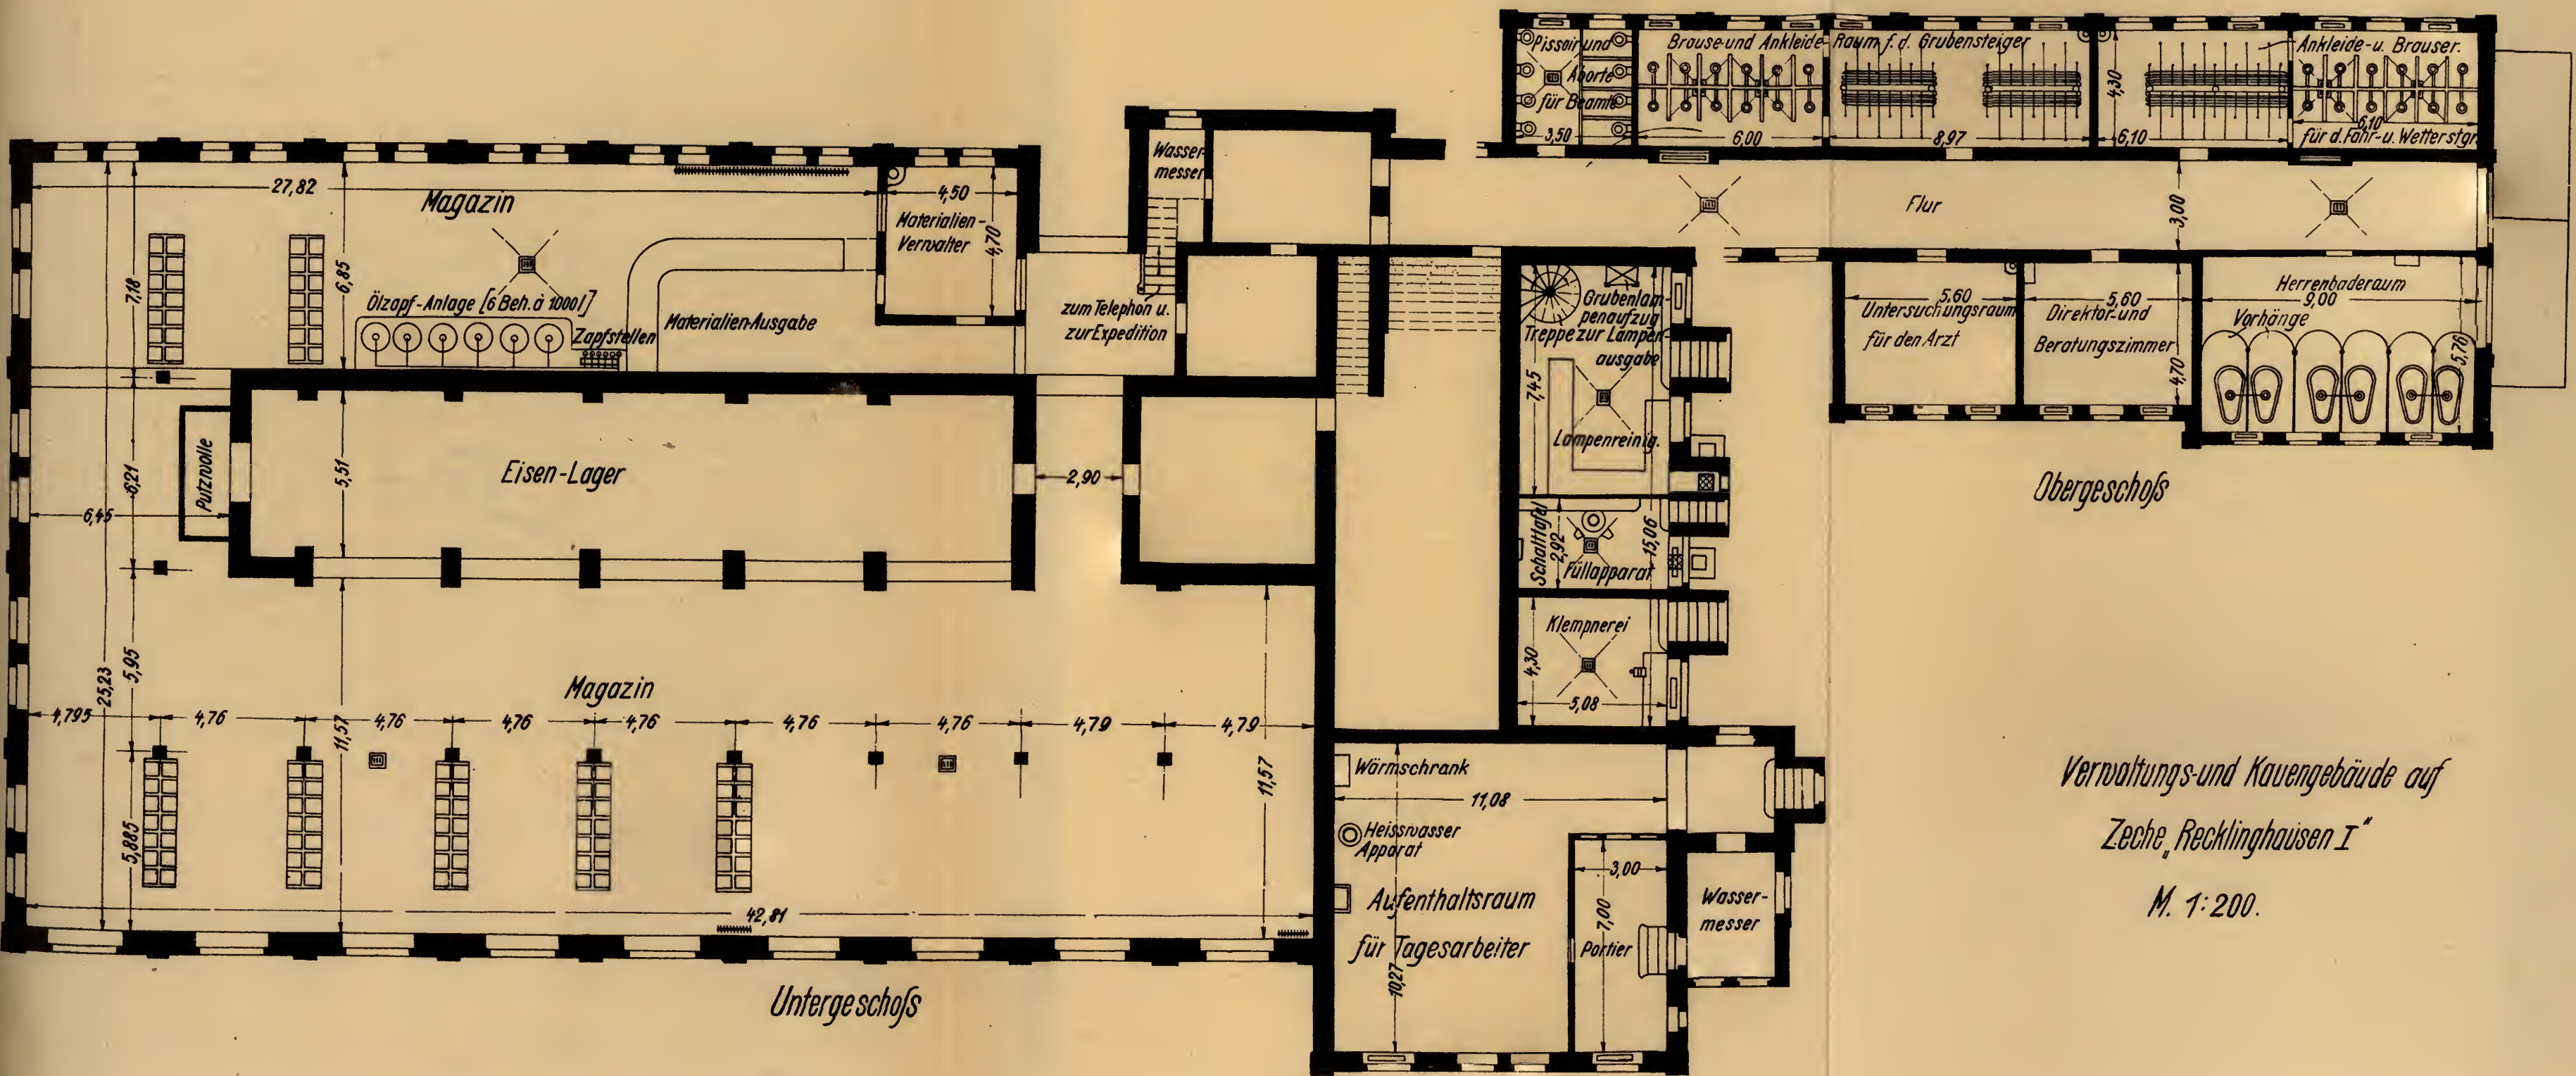 Pissoir und
Aborte
für Beamte
3,50
Brause-und Ankleide-Raum f. d. Grubensteiger
6,00
8,97
4,30
6,10
Ankleide-u. Brauser.
6,10
für d. Fahr-u. Wetterstgr.
Flur
3,00
5,60
Untersuchungsraum
für den Arzt
5,60
Direktor-und
Beratungszimmer
4,70
Herrenbaderaum
9,00
Vorhänge
5,76
Obergeschoſs
27,82
Magazin
7,18
6,85
4,50
Materialien-
Verwalter
4,70
Ölzapf-Anlage [6 Beh. à 1000 l]
Zapfstellen
Materialien-Ausgabe
Wasser-
messer
zum Telephon u.
zur Expedition
Grubenlam-
penaufzug
Treppe zur Lampen-
ausgabe
7,45
Lampenreinig.
Putzwolle
Eisen-Lager
5,51
6,21
6,45
2,90
Schalttafel
2,92
Füllapparat
15,06
Klempnerei
4,30
5,08
25,23
5,95
Magazin
4,795
4,76
4,76
4,76
4,76
4,76
4,76
4,79
4,79
11,57
11,57
5,885
42,81
Wärmschrank
11,08
Heisswasser
Apparat
3,00
Aufenthaltsraum
für Tagesarbeiter
10,27
7,00
Portier
Wasser-
messer
Untergeschoſs
Verwaltungs-und Kauengebäude auf
Zeche „Recklinghausen I"
M. 1:200.